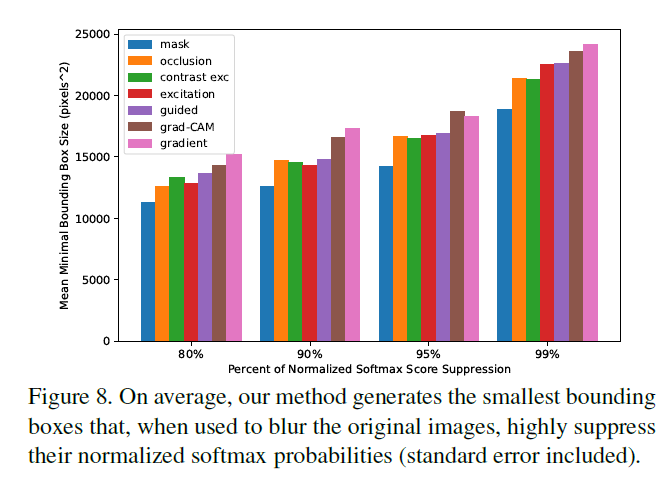 25000
20000
15000
10000
5000
0
Mean Minimal Bounding Box Size (pixels^2)
mask
occlusion
contrast exc
excitation
guided
grad-CAM
gradient
80% 90% 95% 99%
Percent of Normalized Softmax Score Suppression
Figure 8. On average, our method generates the smallest bounding
boxes that, when used to blur the original images, highly suppress
their normalized softmax probabilities (standard error included).